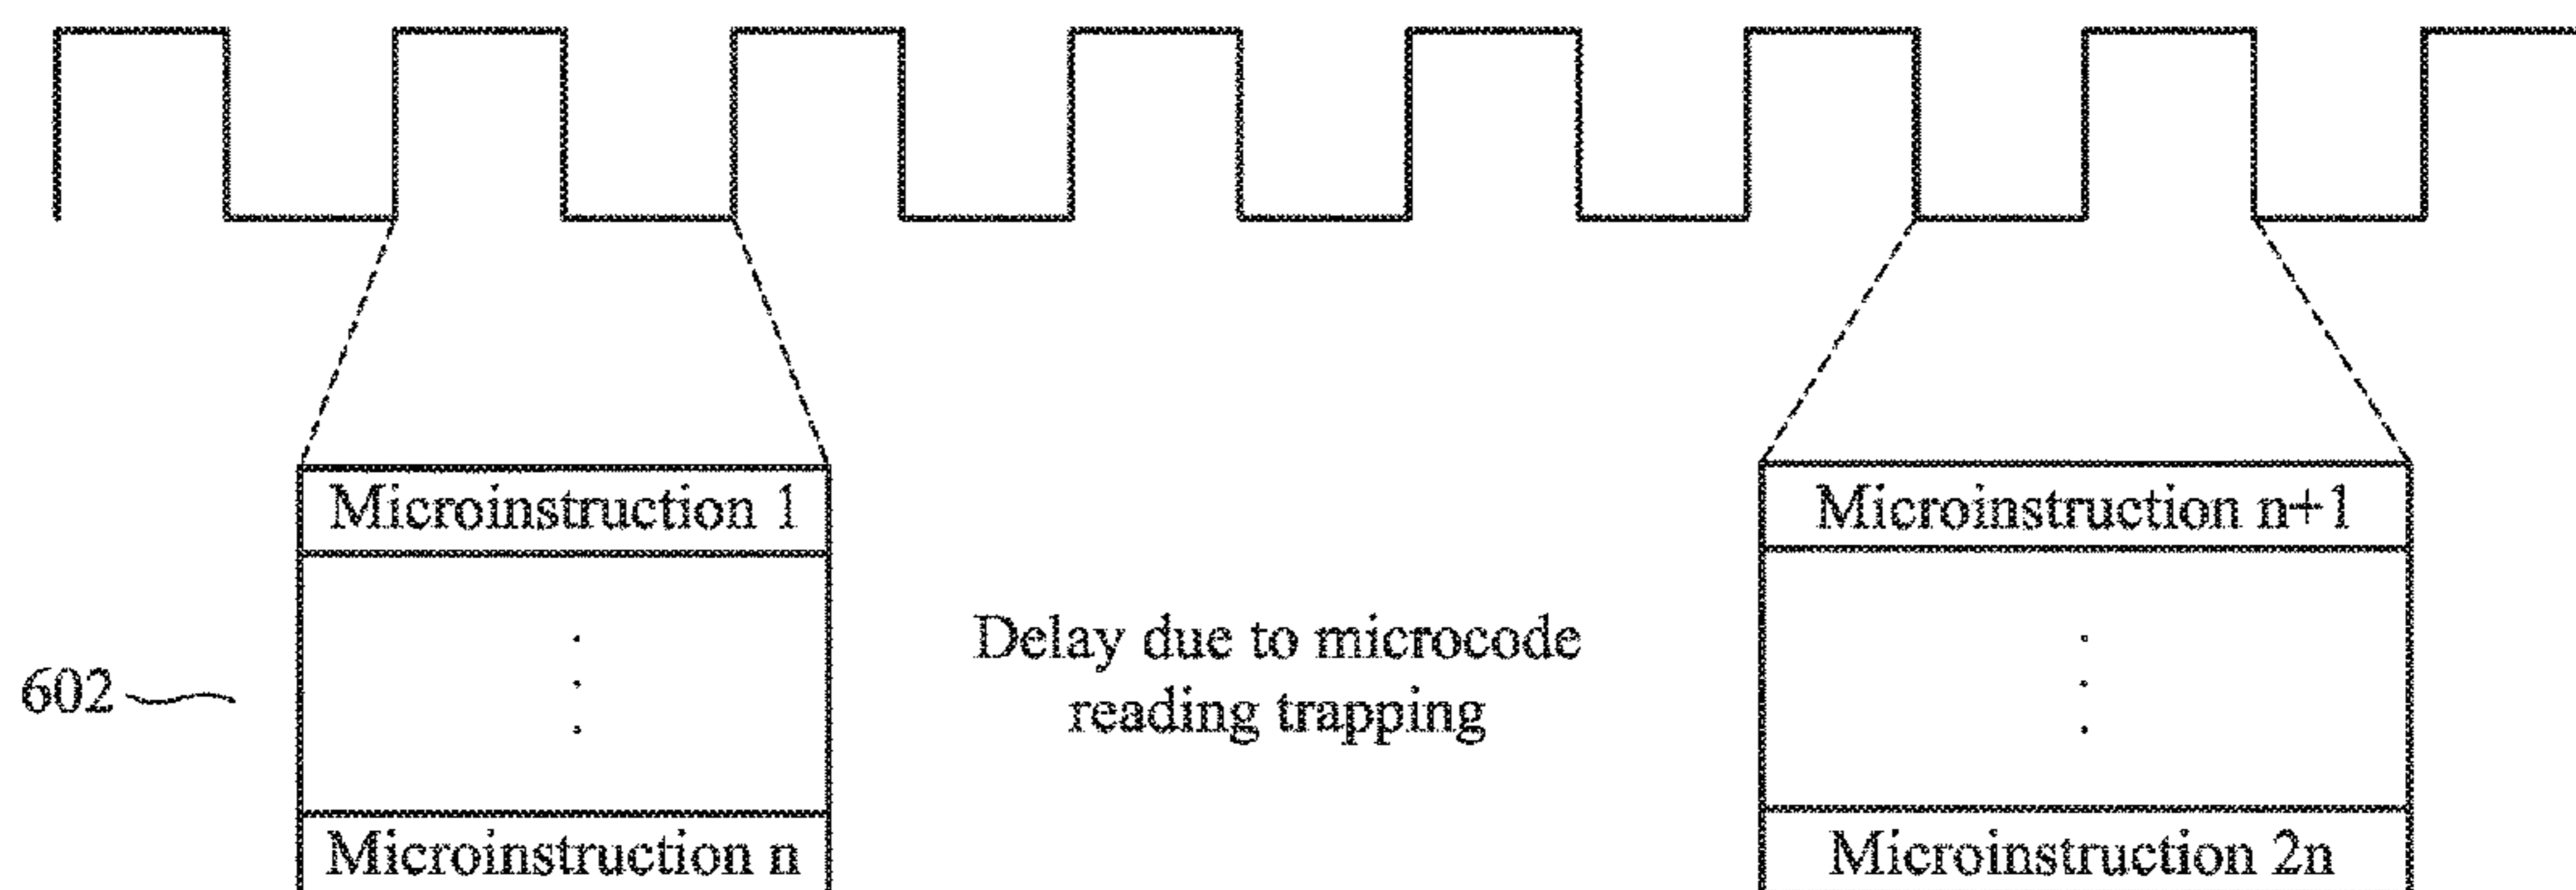 Microinstruction 1
Microinstruction n+1
602
Delay due to microcode
reading trapping
Microinstruction n
Microinstruction 2n